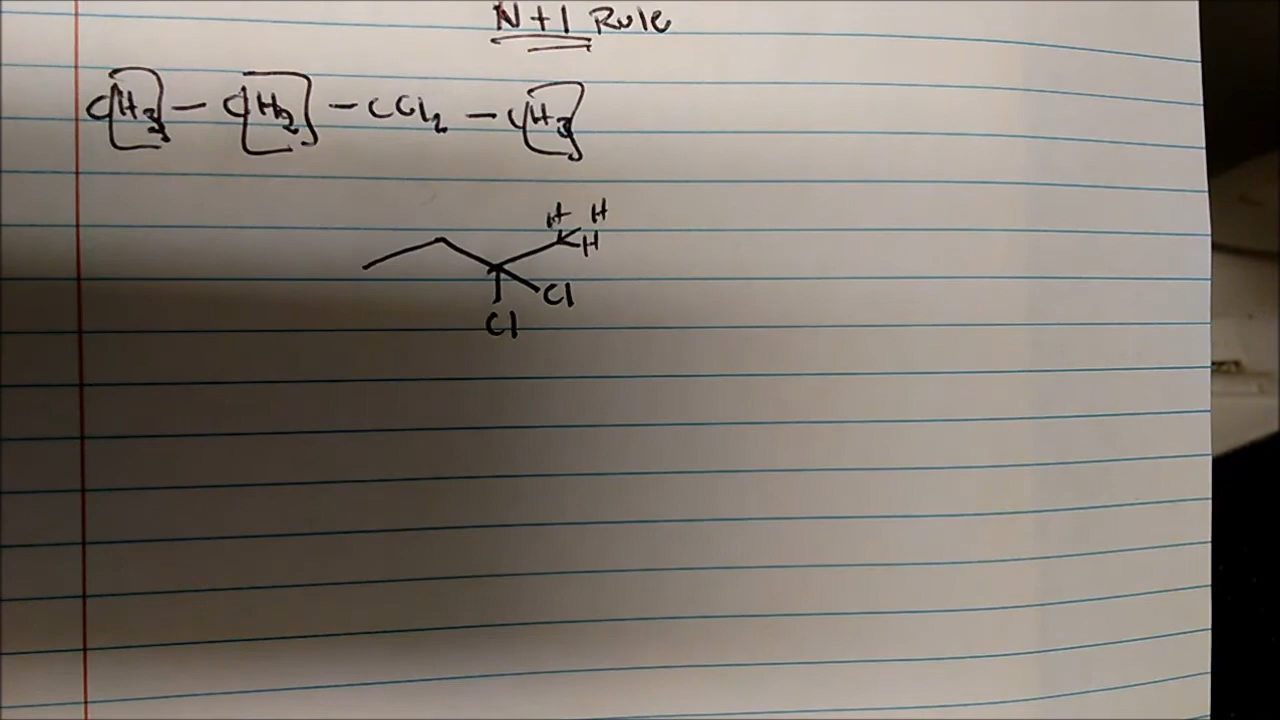 N+1 Rule
CH3 — CH2 — CCl2 — CH3
H H
H
Cl
Cl